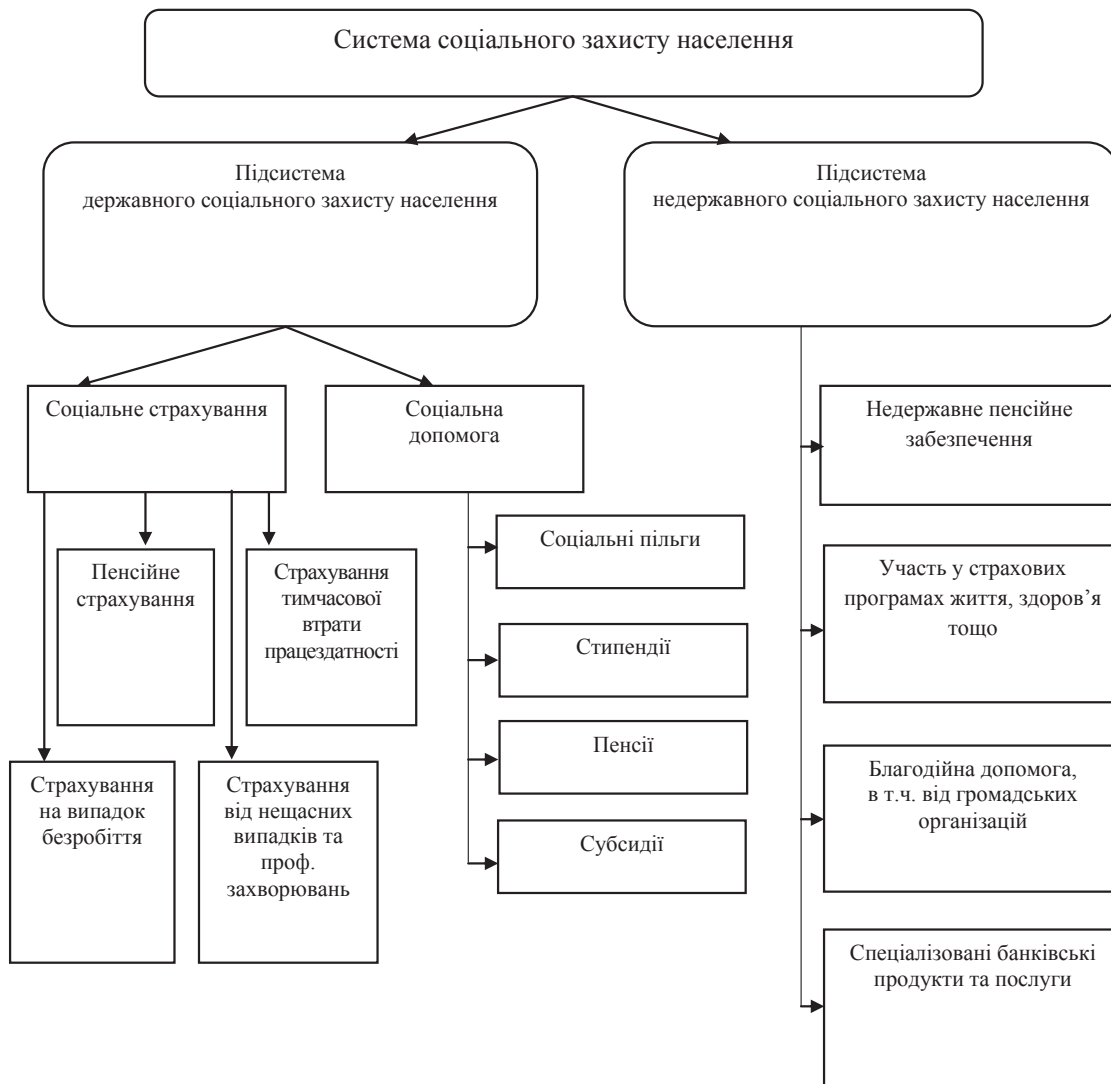 Система соціального захисту населення
Підсистема
державного соціального захисту населення
Підсистема
недержавного соціального захисту населення
Соціальне страхування
Соціальна
допомога
Недержавне пенсійне
забезпечення
Соціальні пільги
Пенсійне
страхування
Страхування
тимчасової
втрати
працездатності
Участь у страхових
програмах життя, здоров’я
тощо
Стипендії
Пенсії
Страхування
на випадок
безробіття
Страхування
від нещасних
випадків та
проф.
захворювань
Благодійна допомога,
в т.ч. від громадських
організацій
Субсидії
Спеціалізовані банківські
продукти та послуги